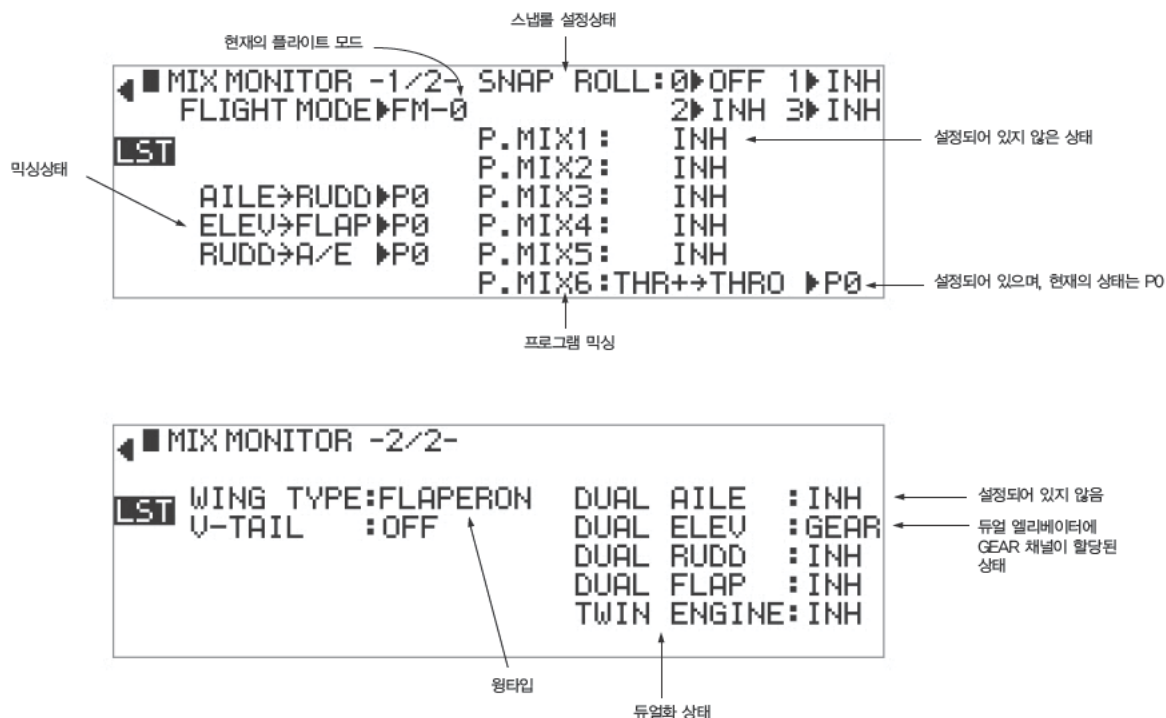 스냅롤 설정상태
현재의 플라이트 모드
■ MIX MONITOR -1/2- SNAP ROLL:0▶OFF 1▶INH
FLIGHT MODE▶FM-0 2▶INH 3▶INH
LST
P.MIX1: INH
설정되어 있지 않은 상태
P.MIX2: INH
믹싱상태
AILE→RUDD▶P0 P.MIX3: INH
ELEV→FLAP▶P0 P.MIX4: INH
RUDD→A/E ▶P0 P.MIX5: INH
P.MIX6:THR+→THRO ▶P0
설정되어 있으며, 현재의 상태는 P0
프로그램 믹싱
■ MIX MONITOR -2/2-
LST
WING TYPE:FLAPERON DUAL AILE :INH
설정되어 있지 않음
V-TAIL :OFF DUAL ELEV :GEAR
듀얼 엘리베이터에
GEAR 채널이 할당된
상태
DUAL RUDD :INH
DUAL FLAP :INH
TWIN ENGINE:INH
윙타입
듀얼화 상태